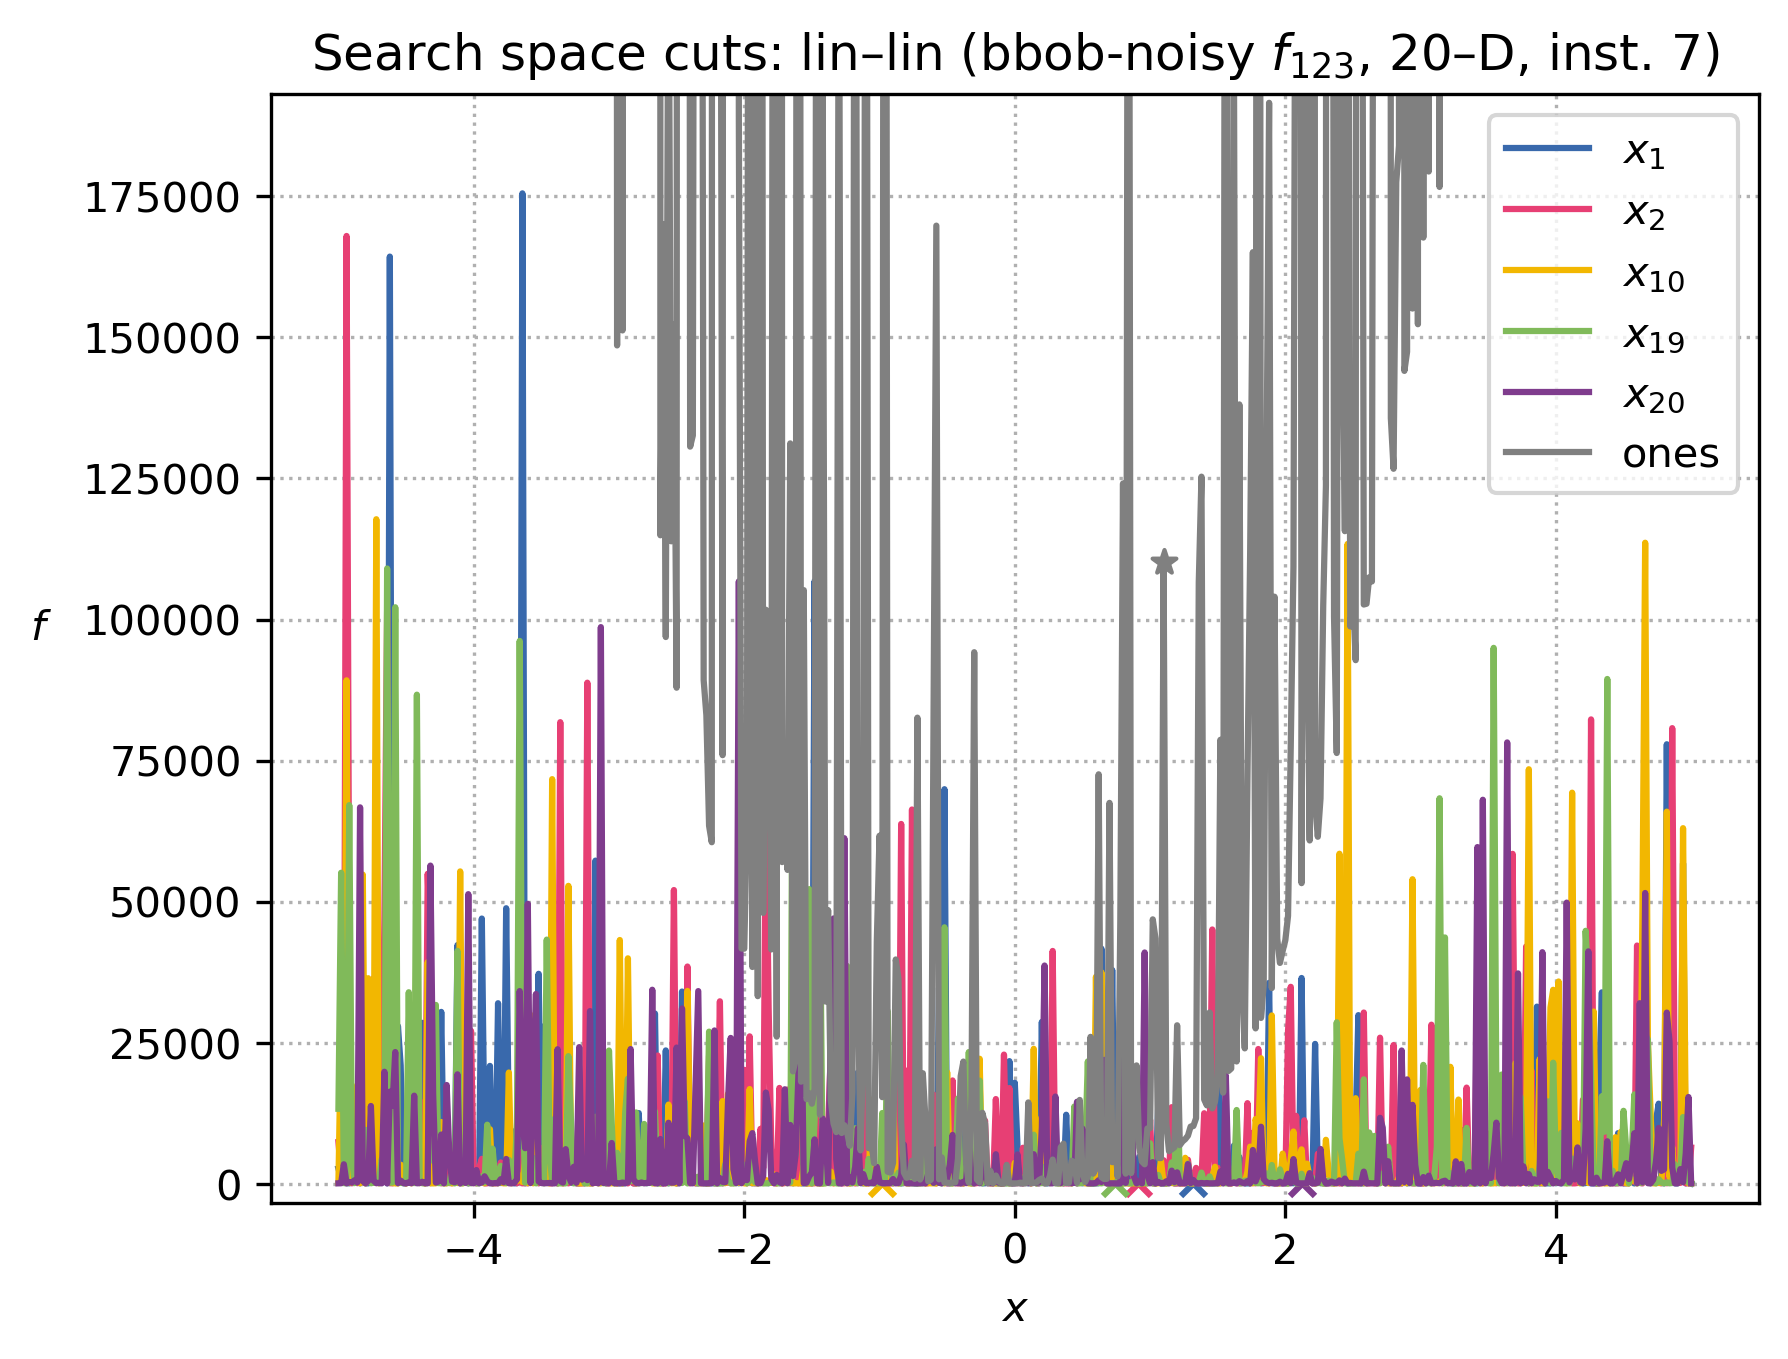 Search space cuts: lin–lin (bbob-noisy f123, 20–D, inst. 7)
175000
150000
125000
100000
75000
50000
25000
0
f
−4
−2
0
2
4
x
x1
x2
x10
x19
x20
ones